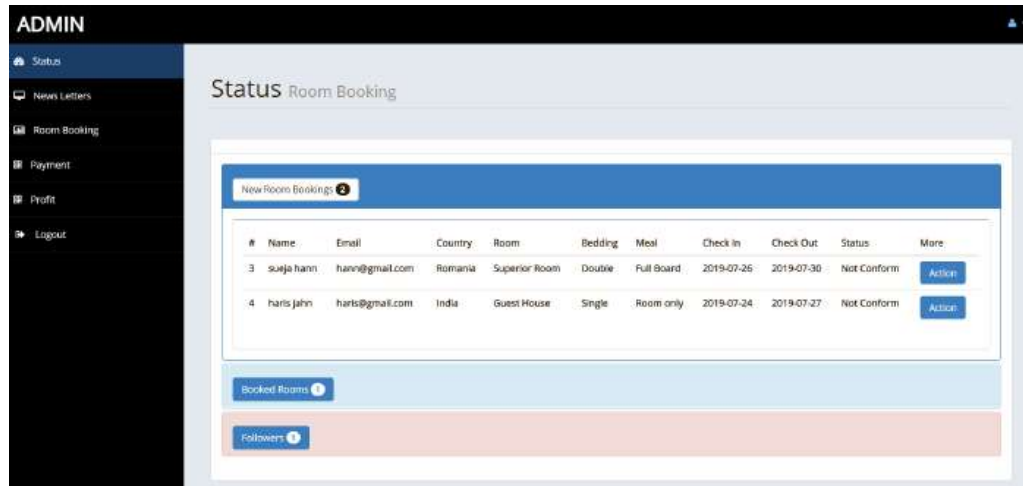 ADMIN
Status
News Letters
Room Booking
Payment
Profit
Logout
Status Room Booking
New Room Bookings 2
# Name Email Country Room Bedding Meal Check In Check Out Status More
3 sueja hann hann@gmail.com Romania Superior Room Double Full Board 2019-07-26 2019-07-30 Not Conform Action
4 haris jahn haris@gmail.com India Guest House Single Room only 2019-07-24 2019-07-27 Not Conform Action
Booked Rooms 1
Followers 1